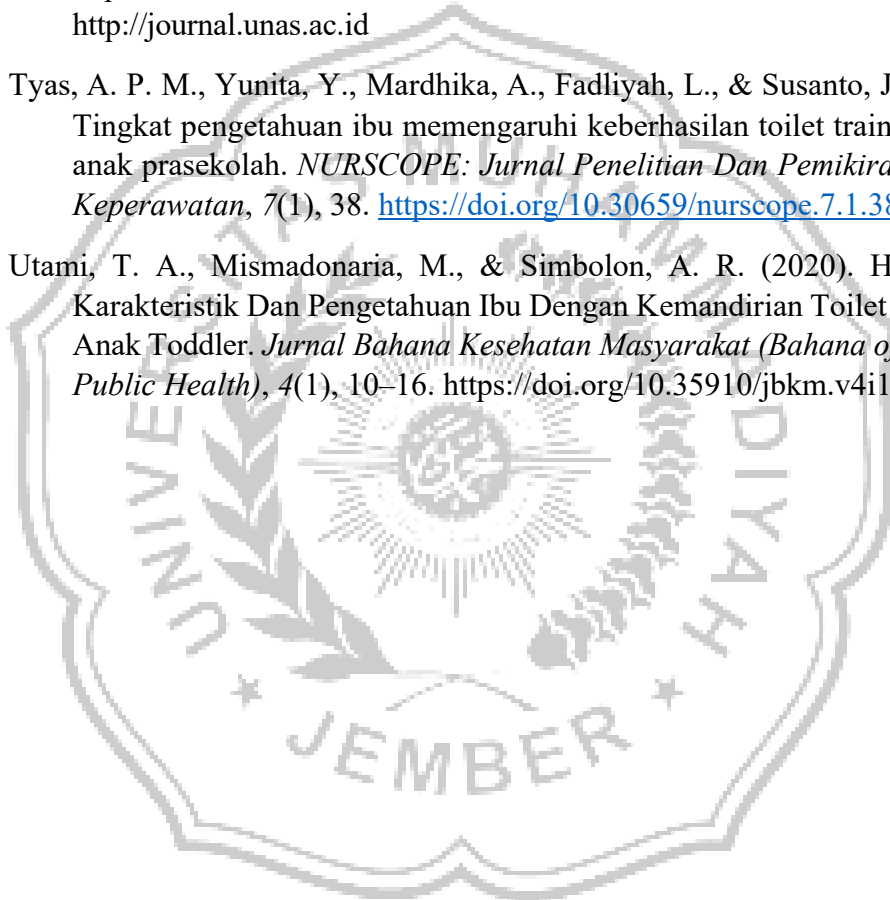 http://journal.unas.ac.id
Tyas, A. P. M., Yunita, Y., Mardhika, A., Fadliyah, L., & Susanto, J
Tingkat pengetahuan ibu memengaruhi keberhasilan toilet train
anak prasekolah. NURSCOPE: Jurnal Penelitian Dan Pemikira
Keperawatan, 7(1), 38. https://doi.org/10.30659/nurscope.7.1.38
Utami, T. A., Mismadonaria, M., & Simbolon, A. R. (2020). H
Karakteristik Dan Pengetahuan Ibu Dengan Kemandirian Toilet
Anak Toddler. Jurnal Bahana Kesehatan Masyarakat (Bahana of
Public Health), 4(1), 10–16. https://doi.org/10.35910/jbkm.v4i1
UNIVERSITAS MUHAMMADIYAH
JEMBER